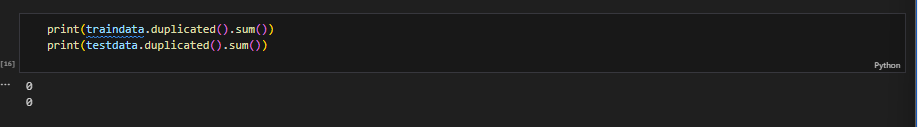 print(traindata.duplicated().sum())
print(testdata.duplicated().sum())
[16]
Python
...
0
0